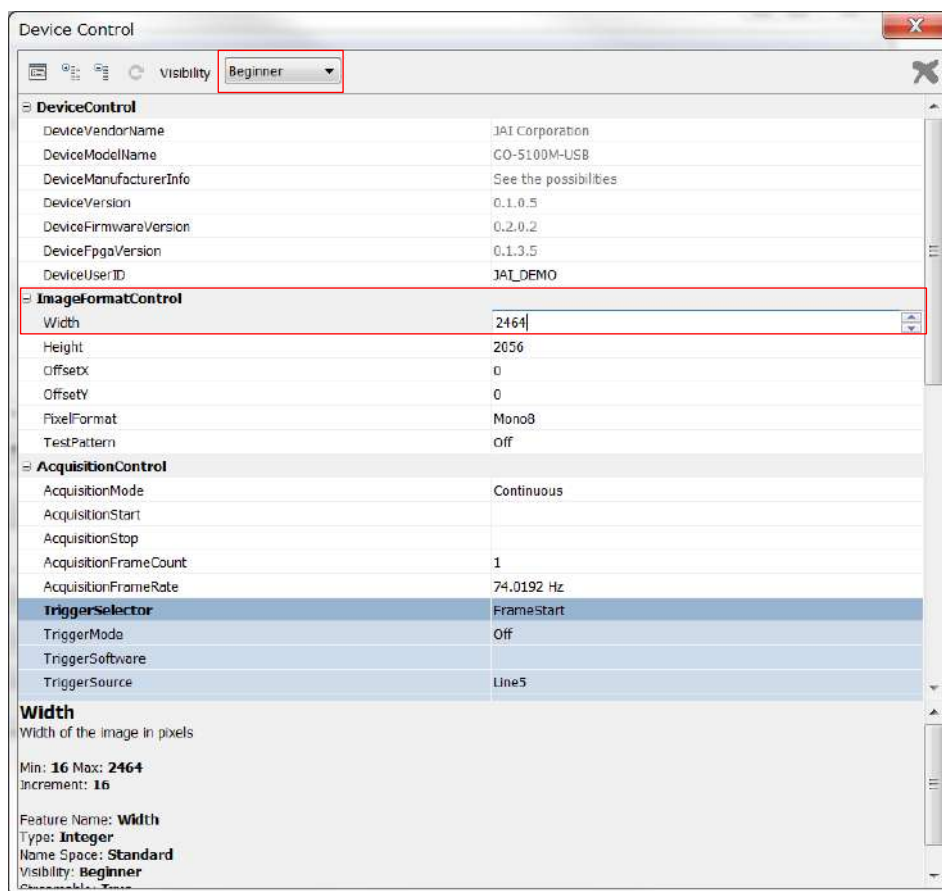 Device Control
Visibility Beginner
DeviceControl
DeviceVendorName JAI Corporation
DeviceModelName GO-5100M-USB
DeviceManufacturerInfo See the possibilities
DeviceVersion 0.1.0.5
DeviceFirmwareVersion 0.2.0.2
DeviceFpgaVersion 0.1.3.5
DeviceUserID JAI_DEMO
ImageFormatControl
Width 2464
Height 2056
OffsetX 0
OffsetY 0
PixelFormat Mono8
TestPattern Off
AcquisitionControl
AcquisitionMode Continuous
AcquisitionStart
AcquisitionStop
AcquisitionFrameCount 1
AcquisitionFrameRate 74.0192 Hz
TriggerSelector FrameStart
TriggerMode Off
TriggerSoftware
TriggerSource Line5
Width
Width of the image in pixels
Min: 16 Max: 2464
Increment: 16
Feature Name: Width
Type: Integer
Name Space: Standard
Visibility: Beginner